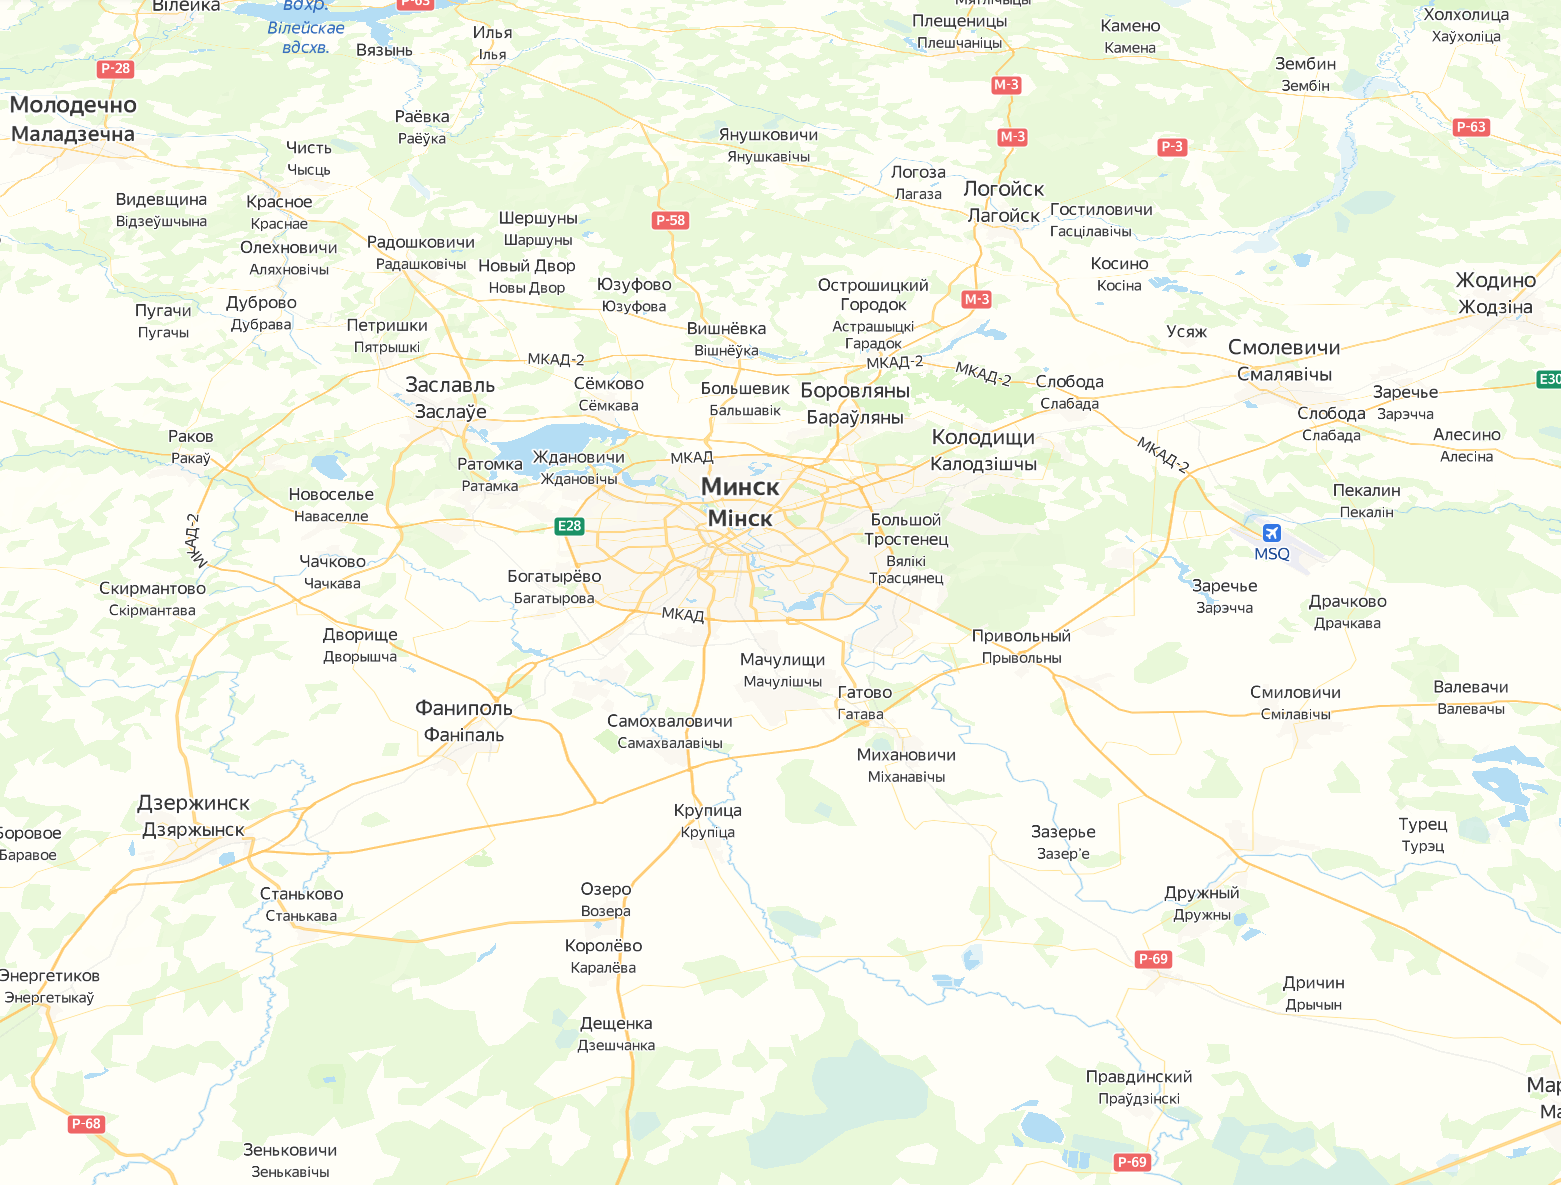 Вілейка
вдхр.
Вілейскае
вдсхв.
Р-63
Вязынь
Илья
Ілья
Плещеницы
Плешчаніцы
Камено
Камена
Холхолица
Хаўхоліца
Зембин
Зембін
Р-28
М-3
Молодечно
Маладзечна
Раёвка
Раёўка
Янушковичи
Янушкавічы
М-3
Р-3
Р-63
Чисть
Чысць
Логоза
Лагаза
Логойск
Лагойск
Видевщина
Відзеўшчына
Красное
Краснае
Гостиловичи
Гасцілавічы
Шершуны
Шаршуны
Р-58
Олехновичи
Аляхновічы
Радошковичи
Радашковічы
Новый Двор
Новы Двор
Косино
Косіна
Юзуфово
Юзуфова
Острошицкий
Городок
Астрашыцкі
Гарадок
М-3
Жодино
Жодзіна
Пугачи
Пугачы
Дуброво
Дубрава
Петришки
Пятрышкі
Вишнёвка
Вішнёўка
Усяж
МКАД-2
МКАД-2
МКАД-2
Смолевичи
Смалявічы
Заславль
Заслаўе
Сёмково
Сёмкава
Большевик
Бальшавік
Боровляны
Бараўляны
Слобода
Слабада
Е30
Заречье
Зарэчча
Слобода
Слабада
Раков
Ракаў
Колодищи
Калодзішчы
МКАД-2
Алесино
Алесіна
Ратомка
Ратамка
Ждановичи
Ждановічы
МКАД
Минск
Мінск
Новоселье
Наваселле
Пекалин
Пекалін
МКАД-2
Е28
Большой
Тростенец
Вялікі
Трасцянец
MSQ
Чачково
Чачкава
Богатырёво
Багатырова
Скирмантово
Скірмантава
Заречье
Зарэчча
Драчково
Драчкава
МКАД
Дворище
Дворышча
Привольный
Прывольны
Мачулищи
Мачулішчы
Гатово
Гатава
Смиловичи
Смілавічы
Валевачи
Валевачы
Фаниполь
Фаніпаль
Самохваловичи
Самахвалавічы
Михановичи
Міханавічы
Дзержинск
Дзяржынск
Крупица
Крупіца
Зазерье
Зазер'е
Турец
Турэц
Боровое
Баравое
Станьково
Станькава
Озеро
Возера
Дружный
Дружны
Королёво
Каралёва
Р-69
Энергетиков
Энергетыкаў
Дричин
Дрычын
Дещенка
Дзешчанка
Правдинский
Праўдзінскі
Мар
Ма
Р-68
Зеньковичи
Зенькавічы
Р-69